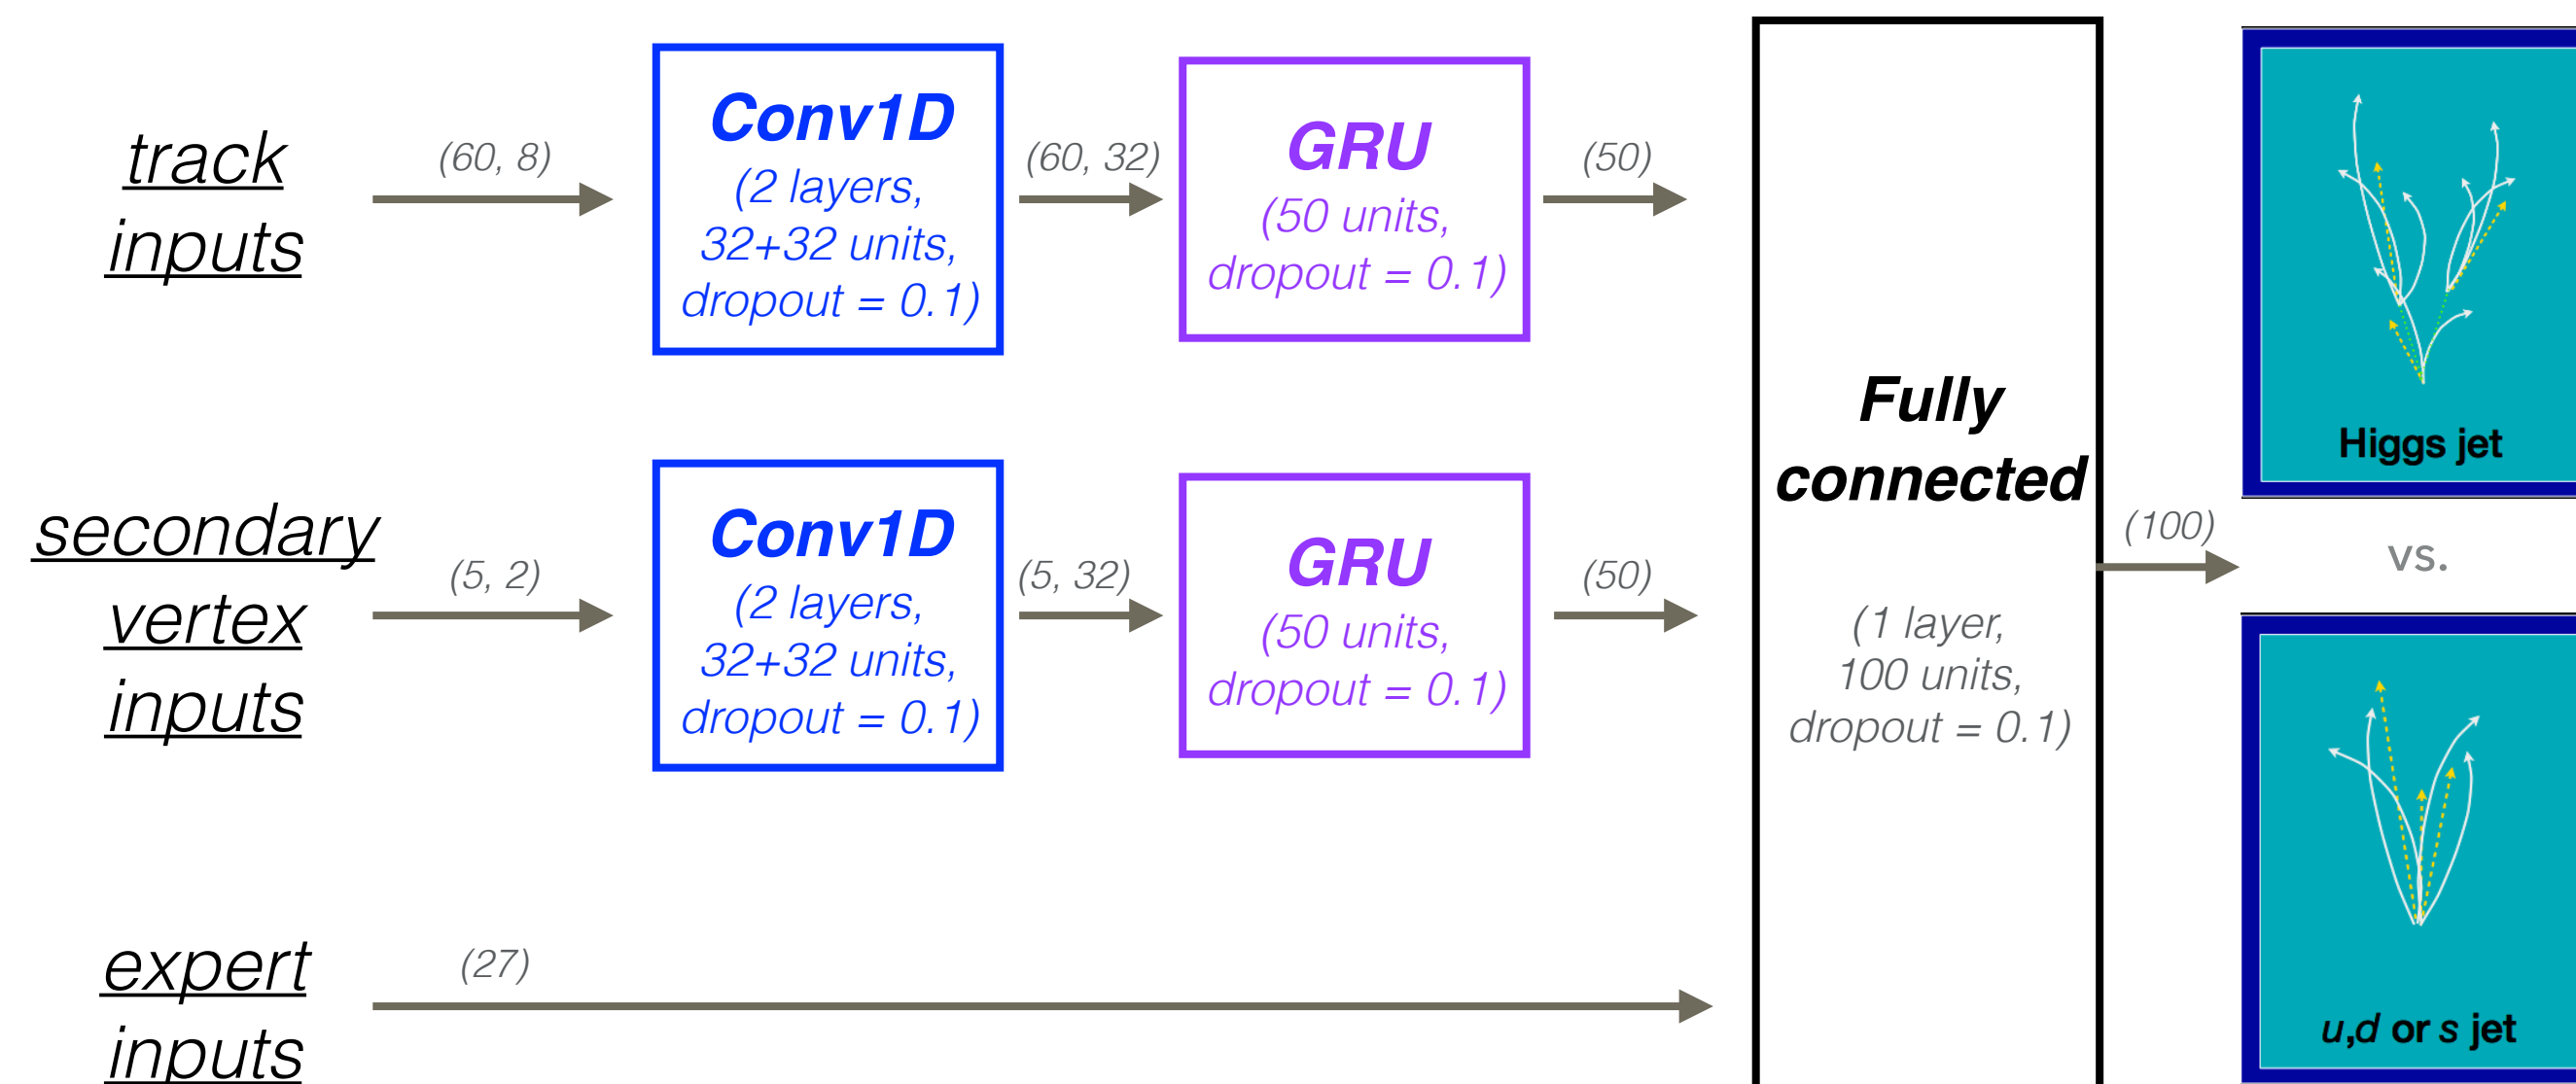 track
inputs
(60, 8)
Conv1D
(2 layers,
32+32 units,
dropout = 0.1)
(60, 32)
GRU
(50 units,
dropout = 0.1)
(50)
secondary
vertex
inputs
(5, 2)
Conv1D
(2 layers,
32+32 units,
dropout = 0.1)
(5, 32)
GRU
(50 units,
dropout = 0.1)
(50)
expert
inputs
(27)
Fully
connected
(1 layer,
100 units,
dropout = 0.1)
(100)
Higgs jet
vs.
u,d or s jet